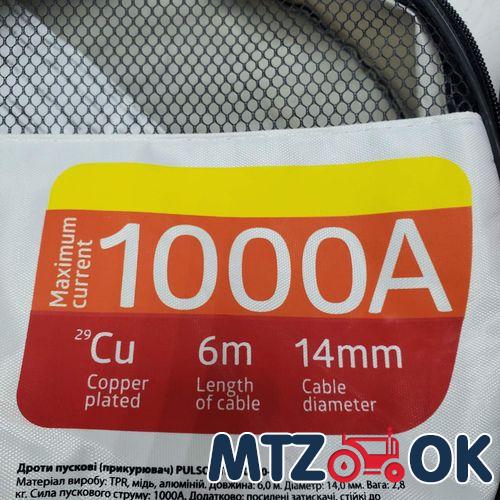 Maximum
current
1000A
29Cu
Copper
plated
6m
Length
of cable
14mm
Cable
diameter
Дроти пускові (прикурювач)
Матеріал виробу: TPR, мідь, алюміній. Довжина: 6,0 м. Діаметр: 14,0 мм. Вага: 2,8
кг. Сила пускового струму: 1000А. Додатково: посилені затискачі, стійкі до
MTZ OK